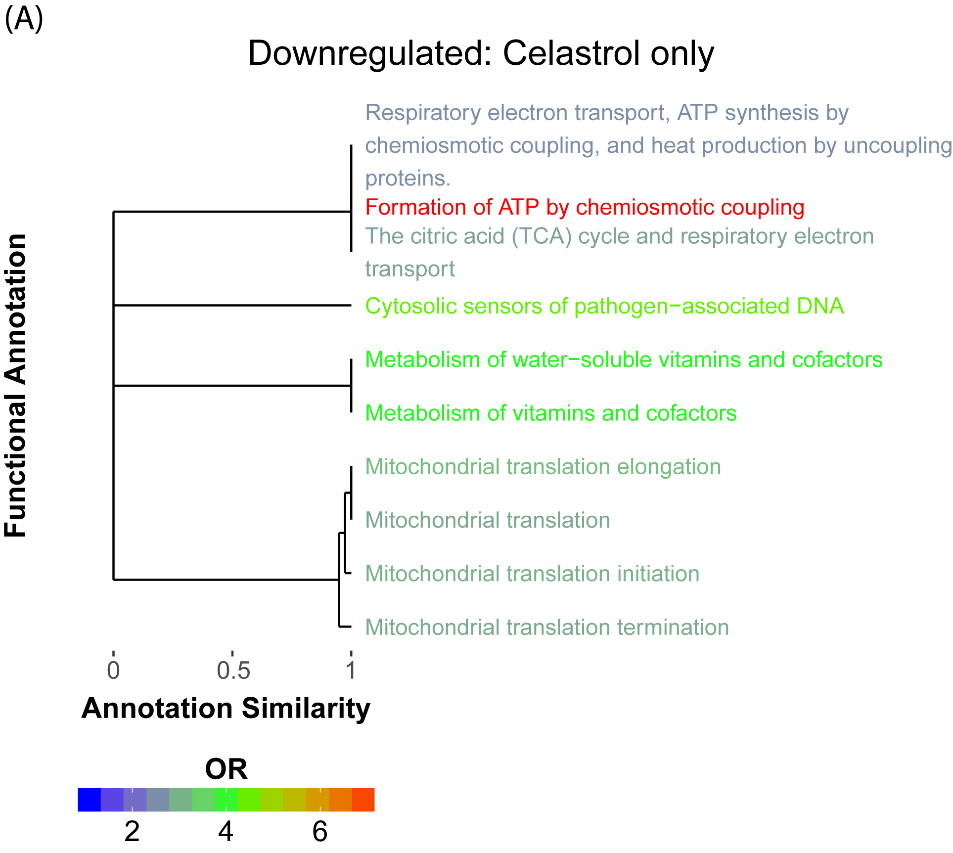 (A)
Downregulated: Celastrol only
Respiratory electron transport, ATP synthesis by
chemiosmotic coupling, and heat production by uncoupling
proteins.
Formation of ATP by chemiosmotic coupling
The citric acid (TCA) cycle and respiratory electron
transport
Cytosolic sensors of pathogen−associated DNA
Metabolism of water−soluble vitamins and cofactors
Metabolism of vitamins and cofactors
Mitochondrial translation elongation
Mitochondrial translation
Mitochondrial translation initiation
Mitochondrial translation termination
Functional Annotation
0 0.5 1
Annotation Similarity
OR
2 4 6